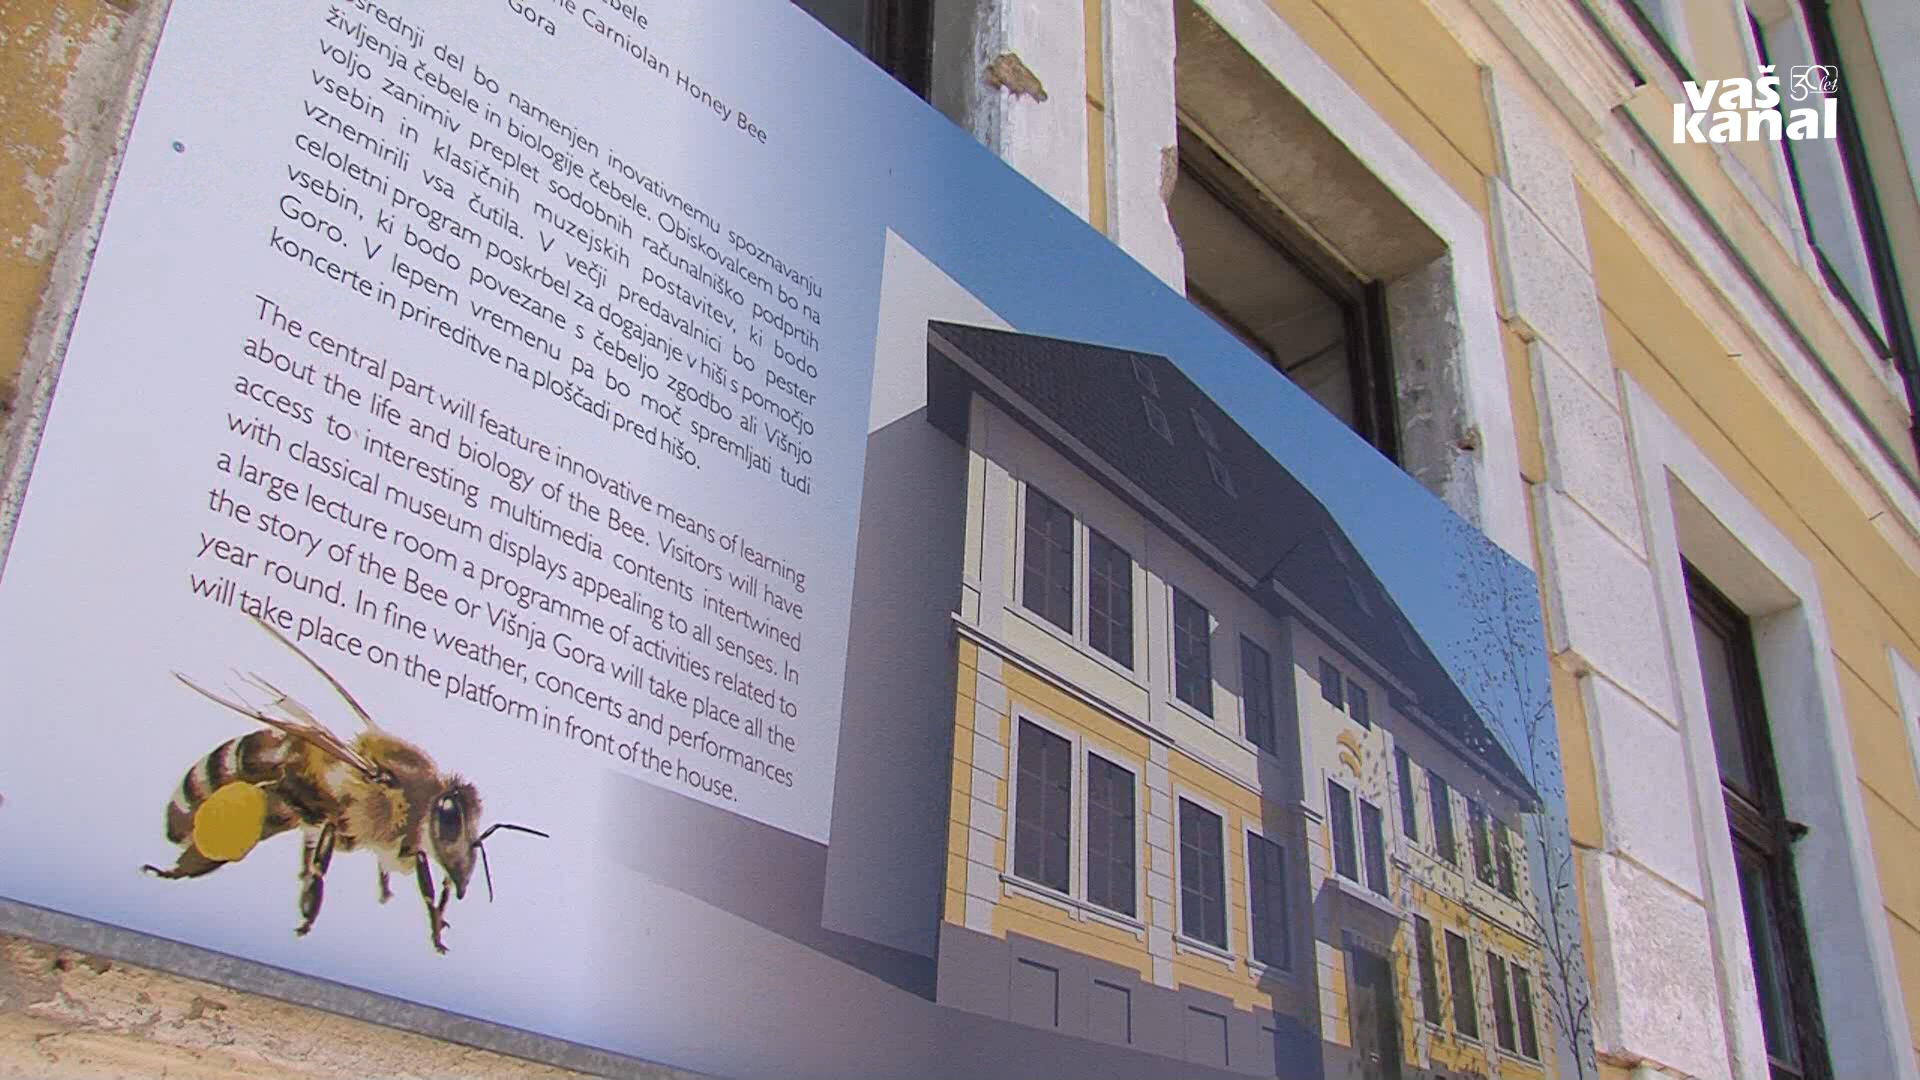 čebele
Carniolan Honey Bee
Gora
del bo namenjen inovativnemu spoznavanju
življenja čebele in biologije čebele. Obiskovalcem bo na
voljo zanimiv preplet sodobnih računalniško podprtih
vsebin in klasičnih muzejskih postavitev, ki bodo
vznemirili vsa čutila. V večji predavalnici bo pester
celoletni program poskrbel za dogajanje v hiši s pomočjo
vsebin, ki bodo povezane s čebeljo zgodbo ali Višnjo
Goro. V lepem vremenu pa bo moč spremljati tudi
koncerte in prireditve na ploščadi pred hišo.
The central part will feature innovative means of learning
about the life and biology of the Bee. Visitors will have
access to interesting multimedia contents intertwined
with classical museum displays appealing to all senses. In
a large lecture room a programme of activities related to
the story of the Bee or Višnja Gora will take place all the
year round. In fine weather, concerts and performances
will take place on the platform in front of the house.
vaš 30 let
kanal